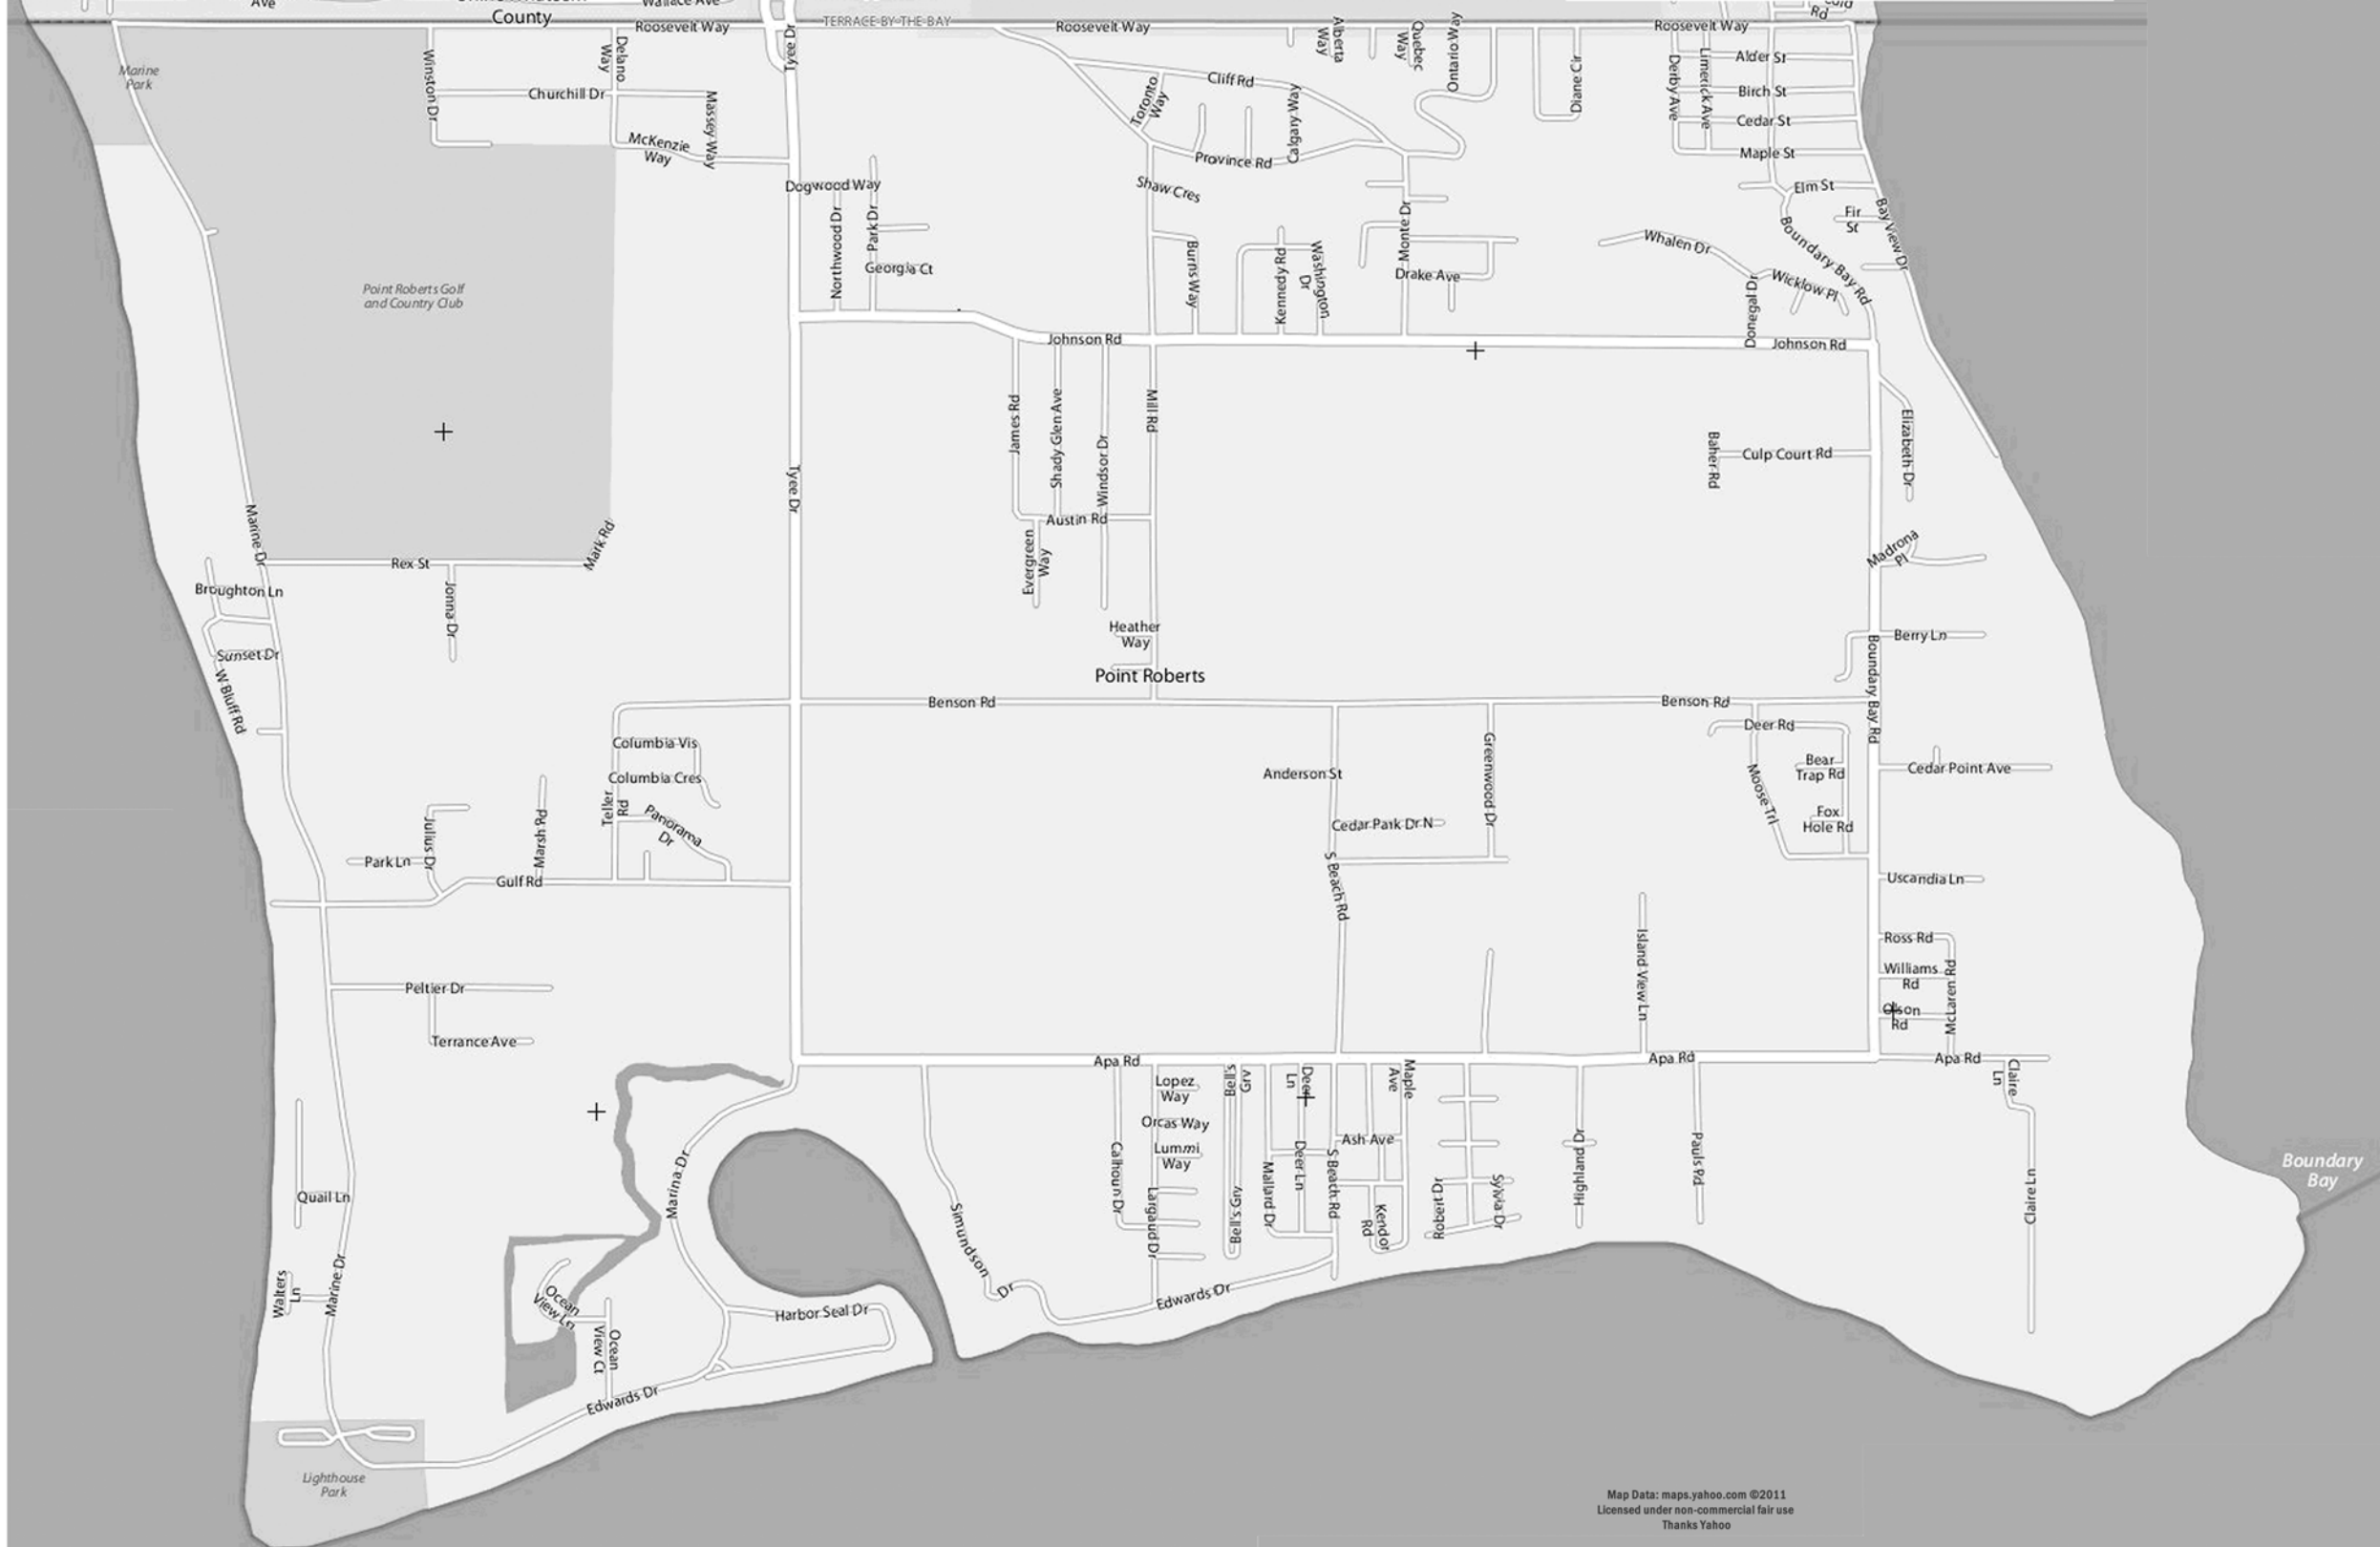 Ave
County
Wallace Ave
Roosevelt Way
TERRACE BY THE BAY
Roosevelt Way
Roosevelt Way
Rd
Marine
Park
Winston Dr
Delano
Way
Churchill Dr
Massey Way
McKenzie
Way
Tyee Dr
Cliff Rd
Toronto
Way
Calgary Way
Province Rd
Alberta
Way
Quebec
Way
Ontario Way
Diane Cir
Derby Ave
Limerick Ave
Alder St
Birch St
Cedar St
Maple St
Elm St
Fir
St
Bay View Dr
Boundary Bay Rd
Dogwood Way
Northwood Dr
Park Dr
Georgia Ct
Shaw Cres
Burns Way
Kennedy Rd
Washington
Dr
Monte Dr
Drake Ave
Whalen Dr
Donegal Dr
Wicklow Pl
Point Roberts Golf
and Country Club
Johnson Rd
Johnson Rd
James Rd
Shady Glen Ave
Windsor Dr
Mill Rd
Tyee Dr
Baher Rd
Culp Court Rd
Elizabeth Dr
Marine Dr
Mark Rd
Rex St
Jonna Dr
Austin Rd
Evergreen
Way
Madrona
Pl
Broughton Ln
Sunset Dr
W Bluff Rd
Heather
Way
Point Roberts
Berry Ln
Boundary Bay Rd
Benson Rd
Benson Rd
Deer Rd
Columbia Vis
Columbia Cres
Teller
Rd
Panorama
Dr
Anderson St
Greenwood Dr
Cedar Park Dr N
Moose Trl
Bear
Trap Rd
Fox
Hole Rd
Cedar Point Ave
Julius Dr
Marsh Rd
Park Ln
Gulf Rd
S Beach Rd
Uscandia Ln
Island View Ln
Ross Rd
Williams
Rd
Olson
Rd
McLaren Rd
Peltier Dr
Terrance Ave
Apa Rd
Apa Rd
Apa Rd
Claire
Ln
Lopez
Way
Orcas Way
Lummi
Way
Calhoun Dr
Largaud Dr
Bell's
Grv
Bell's Grv
Deer
Ln
Deer Ln
Mallard Dr
S Beach Rd
Maple
Ave
Ash Ave
Kendor
Rd
Robert Dr
Sylvia Dr
Highland Dr
Pauls Rd
Claire Ln
Boundary
Bay
Quail Ln
Marina Dr
Simundson
Dr
Walters
Ln
Marine Dr
Ocean
View Ln
Ocean
View Ct
Harbor Seal Dr
Edwards Dr
Edwards Dr
Lighthouse
Park
Map Data: maps.yahoo.com ©2011
Licensed under non-commercial fair use
Thanks Yahoo